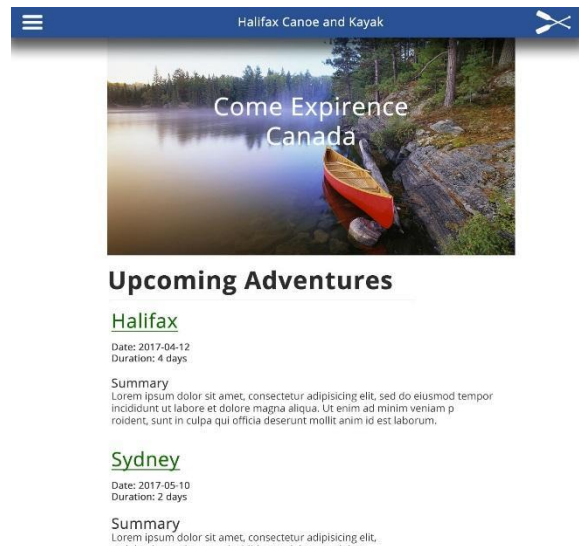 Halifax Canoe and Kayak
Come Expirence
Canada
Upcoming Adventures
Halifax
Date: 2017-04-12
Duration: 4 days
Summary
Lorem ipsum dolor sit amet, consectetur adipisicing elit, sed do eiusmod tempor
incididunt ut labore et dolore magna aliqua. Ut enim ad minim veniam p
roident, sunt in culpa qui officia deserunt mollit anim id est laborum.
Sydney
Date: 2017-05-10
Duration: 2 days
Summary
Lorem ipsum dolor sit amet, consectetur adipisicing elit,